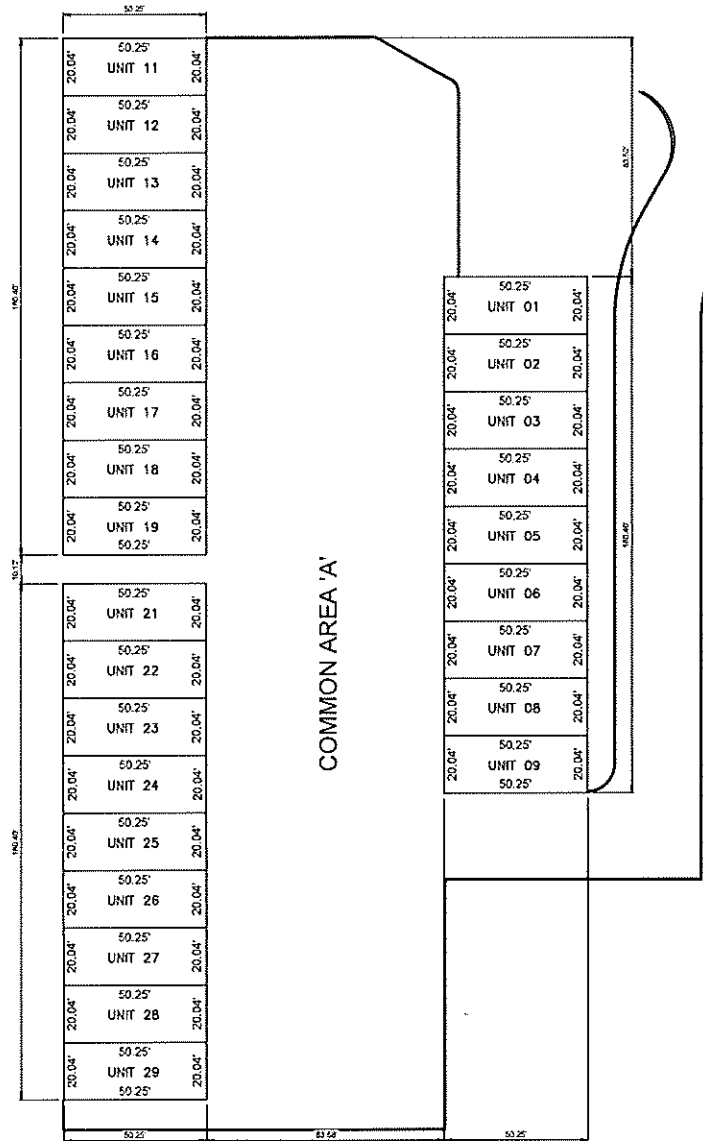 50.25'
50.25'
20.04' UNIT 11 20.04'
50.25'
20.04' UNIT 12 20.04'
50.25'
20.04' UNIT 13 20.04'
50.25'
20.04' UNIT 14 20.04'
50.25'
20.04' UNIT 15 20.04'
50.25'
20.04' UNIT 16 20.04'
50.25'
20.04' UNIT 17 20.04'
50.25'
20.04' UNIT 18 20.04'
20.04' UNIT 19 20.04'
50.25'
180.40'
50.25'
20.04' UNIT 21 20.04'
50.25'
20.04' UNIT 22 20.04'
50.25'
20.04' UNIT 23 20.04'
50.25'
20.04' UNIT 24 20.04'
50.25'
20.04' UNIT 25 20.04'
50.25'
20.04' UNIT 26 20.04'
50.25'
20.04' UNIT 27 20.04'
50.25'
20.04' UNIT 28 20.04'
50.25'
20.04' UNIT 29 20.04'
50.25'
180.40'
COMMON AREA 'A'
50.25'
20.04' UNIT 01 20.04'
50.25'
20.04' UNIT 02 20.04'
50.25'
20.04' UNIT 03 20.04'
50.25'
20.04' UNIT 04 20.04'
50.25'
20.04' UNIT 05 20.04'
50.25'
20.04' UNIT 06 20.04'
50.25'
20.04' UNIT 07 20.04'
50.25'
20.04' UNIT 08 20.04'
50.25'
20.04' UNIT 09 20.04'
50.25'
180.40'
50.25'
50.25'